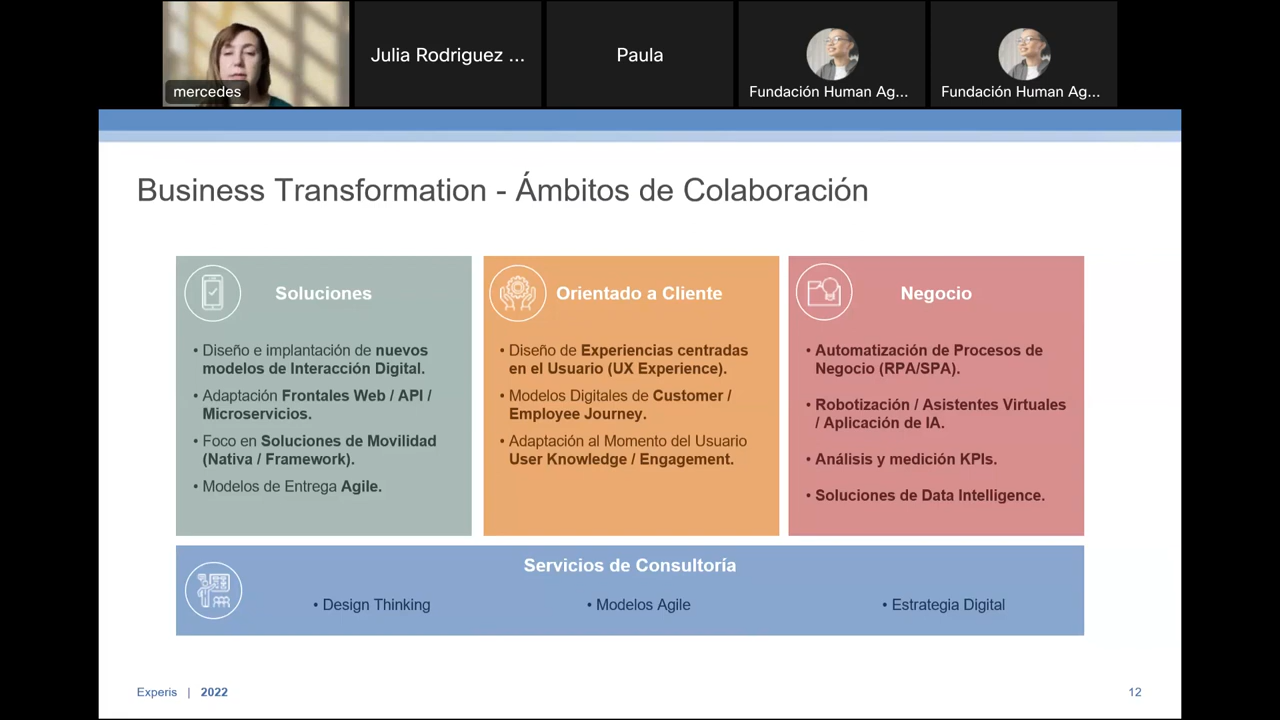 Julia Rodriguez ...
Paula
mercedes
Fundación Human Ag...
Fundación Human Ag...
Business Transformation - Ámbitos de Colaboración
Soluciones
• Diseño e implantación de nuevos
modelos de Interacción Digital.
• Adaptación Frontales Web / API /
Microservicios.
• Foco en Soluciones de Movilidad
(Nativa / Framework).
• Modelos de Entrega Agile.
Orientado a Cliente
• Diseño de Experiencias centradas
en el Usuario (UX Experience).
• Modelos Digitales de Customer /
Employee Journey.
• Adaptación al Momento del Usuario
User Knowledge / Engagement.
Negocio
• Automatización de Procesos de
Negocio (RPA/SPA).
• Robotización / Asistentes Virtuales
/ Aplicación de IA.
• Análisis y medición KPIs.
• Soluciones de Data Intelligence.
Servicios de Consultoría
• Design Thinking
• Modelos Agile
• Estrategia Digital
Experis | 2022
12